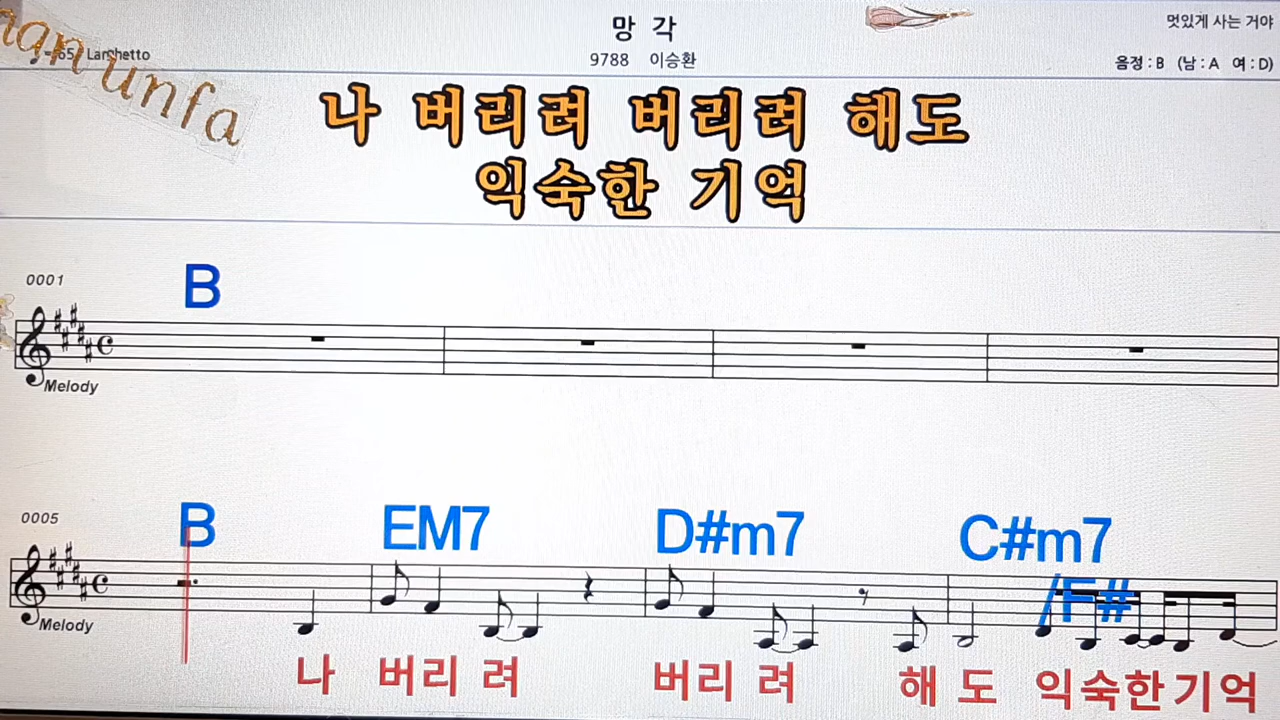 망 각
멋있게 사는 거야
9788 이승환
음정 : B (남 : A 여 : D)
unfa
나 버리려 버리려 해도
익숙한 기억
0001
B
Melody
0005
B EM7 D#m7 C#m7
/F#
Melody
나 버리 려 버리 려 해 도 익숙한기억